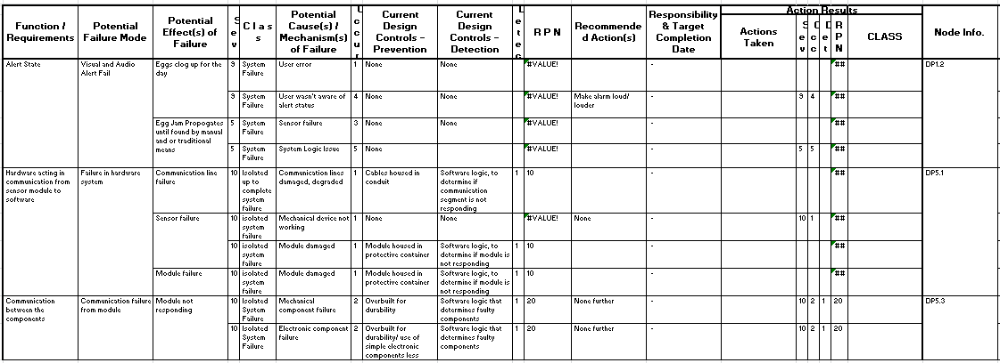 Action Results
Function / Requirements | Potential Failure Mode | Potential Effect(s) of Failure | S e v | C l a s s | Potential Cause(s) / Mechanism(s) of Failure | O c c u r | Current Design Controls - Prevention | Current Design Controls - Detection | D e t e c | R P N | Recommende d Action(s) | Responsibility & Target Completion Date | Actions Taken | S e v | O c c | D e t | R P N | CLASS | Node Info.
Alert State | Visual and Audio Alert Fail | Eggs clog up for the day | 9 | System Failure | User error | 1 | None | None | #VALUE! | - | ## | DP1.2
9 | System Failure | User wasn't aware of alert status | 4 | None | None | #VALUE! | Make alarm loud/ louder | - | 9 | 4 | ##
Egg Jam Propogates until found by manual and or traditional means | 5 | System Failure | Sensor failure | 3 | None | None | #VALUE! | - | ##
5 | System Failure | System Logic Issue | 5 | None | None | #VALUE! | - | 5 | 5 | ##
Hardware acting in communication from sensor module to software | Failure in hardware system | Communication line failure | 10 | Isolated up to complete system failure | Communication lines damaged, degraded | 1 | Cables housed in conduit | Software logic, to determine if communication segment is not responding | 1 | 10 | - | ## | DP5.1
Sensor failure | 10 | isolated system failure | Mechanical device not working | 1 | None | None | #VALUE! | None | - | 10 | 1 | ##
10 | isolated system failure | Module damaged | 1 | Module housed in protective container | Software logic, to determine if module is not responding | 1 | 10 | - | ##
Module failure | 10 | isolated system failure | Module damaged | 1 | Module housed in protective container | Software logic, to determine if module is not responding | 1 | 10 | - | ##
Communication between the components | Communication failure from module | Module not responding | 10 | Isolated System Failure | Mechanical component failure | 2 | Overbuilt for durability | Software logic that determines faulty components | 1 | 20 | None further | - | 10 | 2 | 1 | 20 | DP5.3
10 | Isolated System Failure | Electronic component failure | 2 | Overbuilt for durability/ use of simple electronic components less | Software logic that determines faulty components | 1 | 20 | None further | - | 10 | 2 | 1 | 20